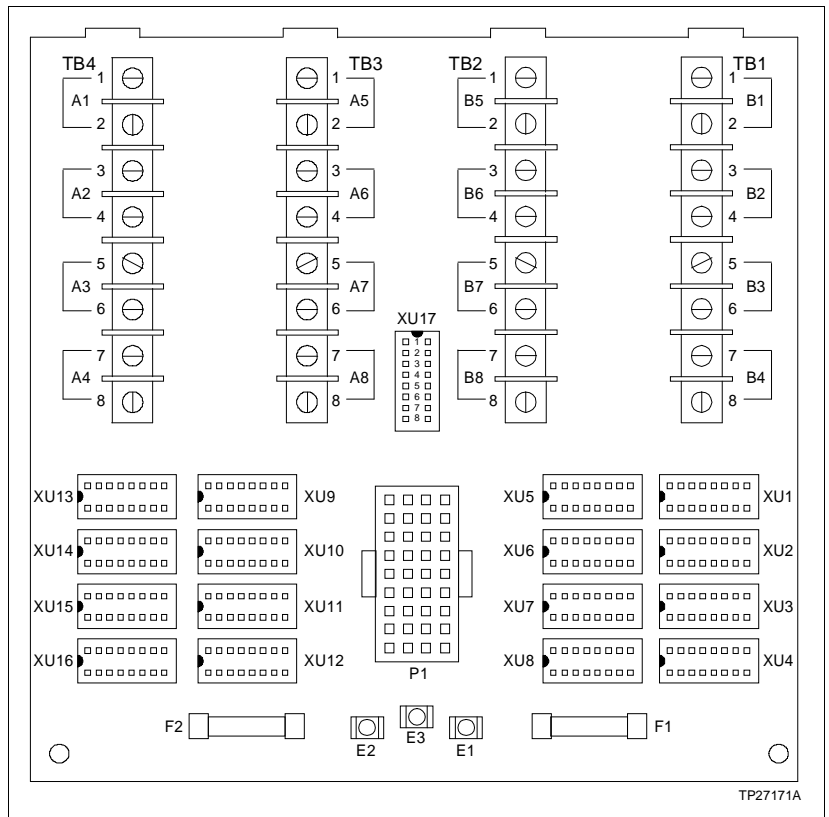 TB4 TB3 TB2 TB1
1 1 1 1
A1 A5 B5 B1
2 2 2 2
3 3 3 3
A2 A6 B6 B2
4 4 4 4
5 5 5 5
A3 A7 B7 B3
6 6 6 6
XU17
1
2
3
4
5
6
7
8
7 7 7 7
A4 A8 B8 B4
8 8 8 8
XU13 XU9 XU5 XU1
XU14 XU10 XU6 XU2
XU15 XU11 XU7 XU3
XU16 XU12 XU8 XU4
P1
F2 E2 E3 E1 F1
TP27171A